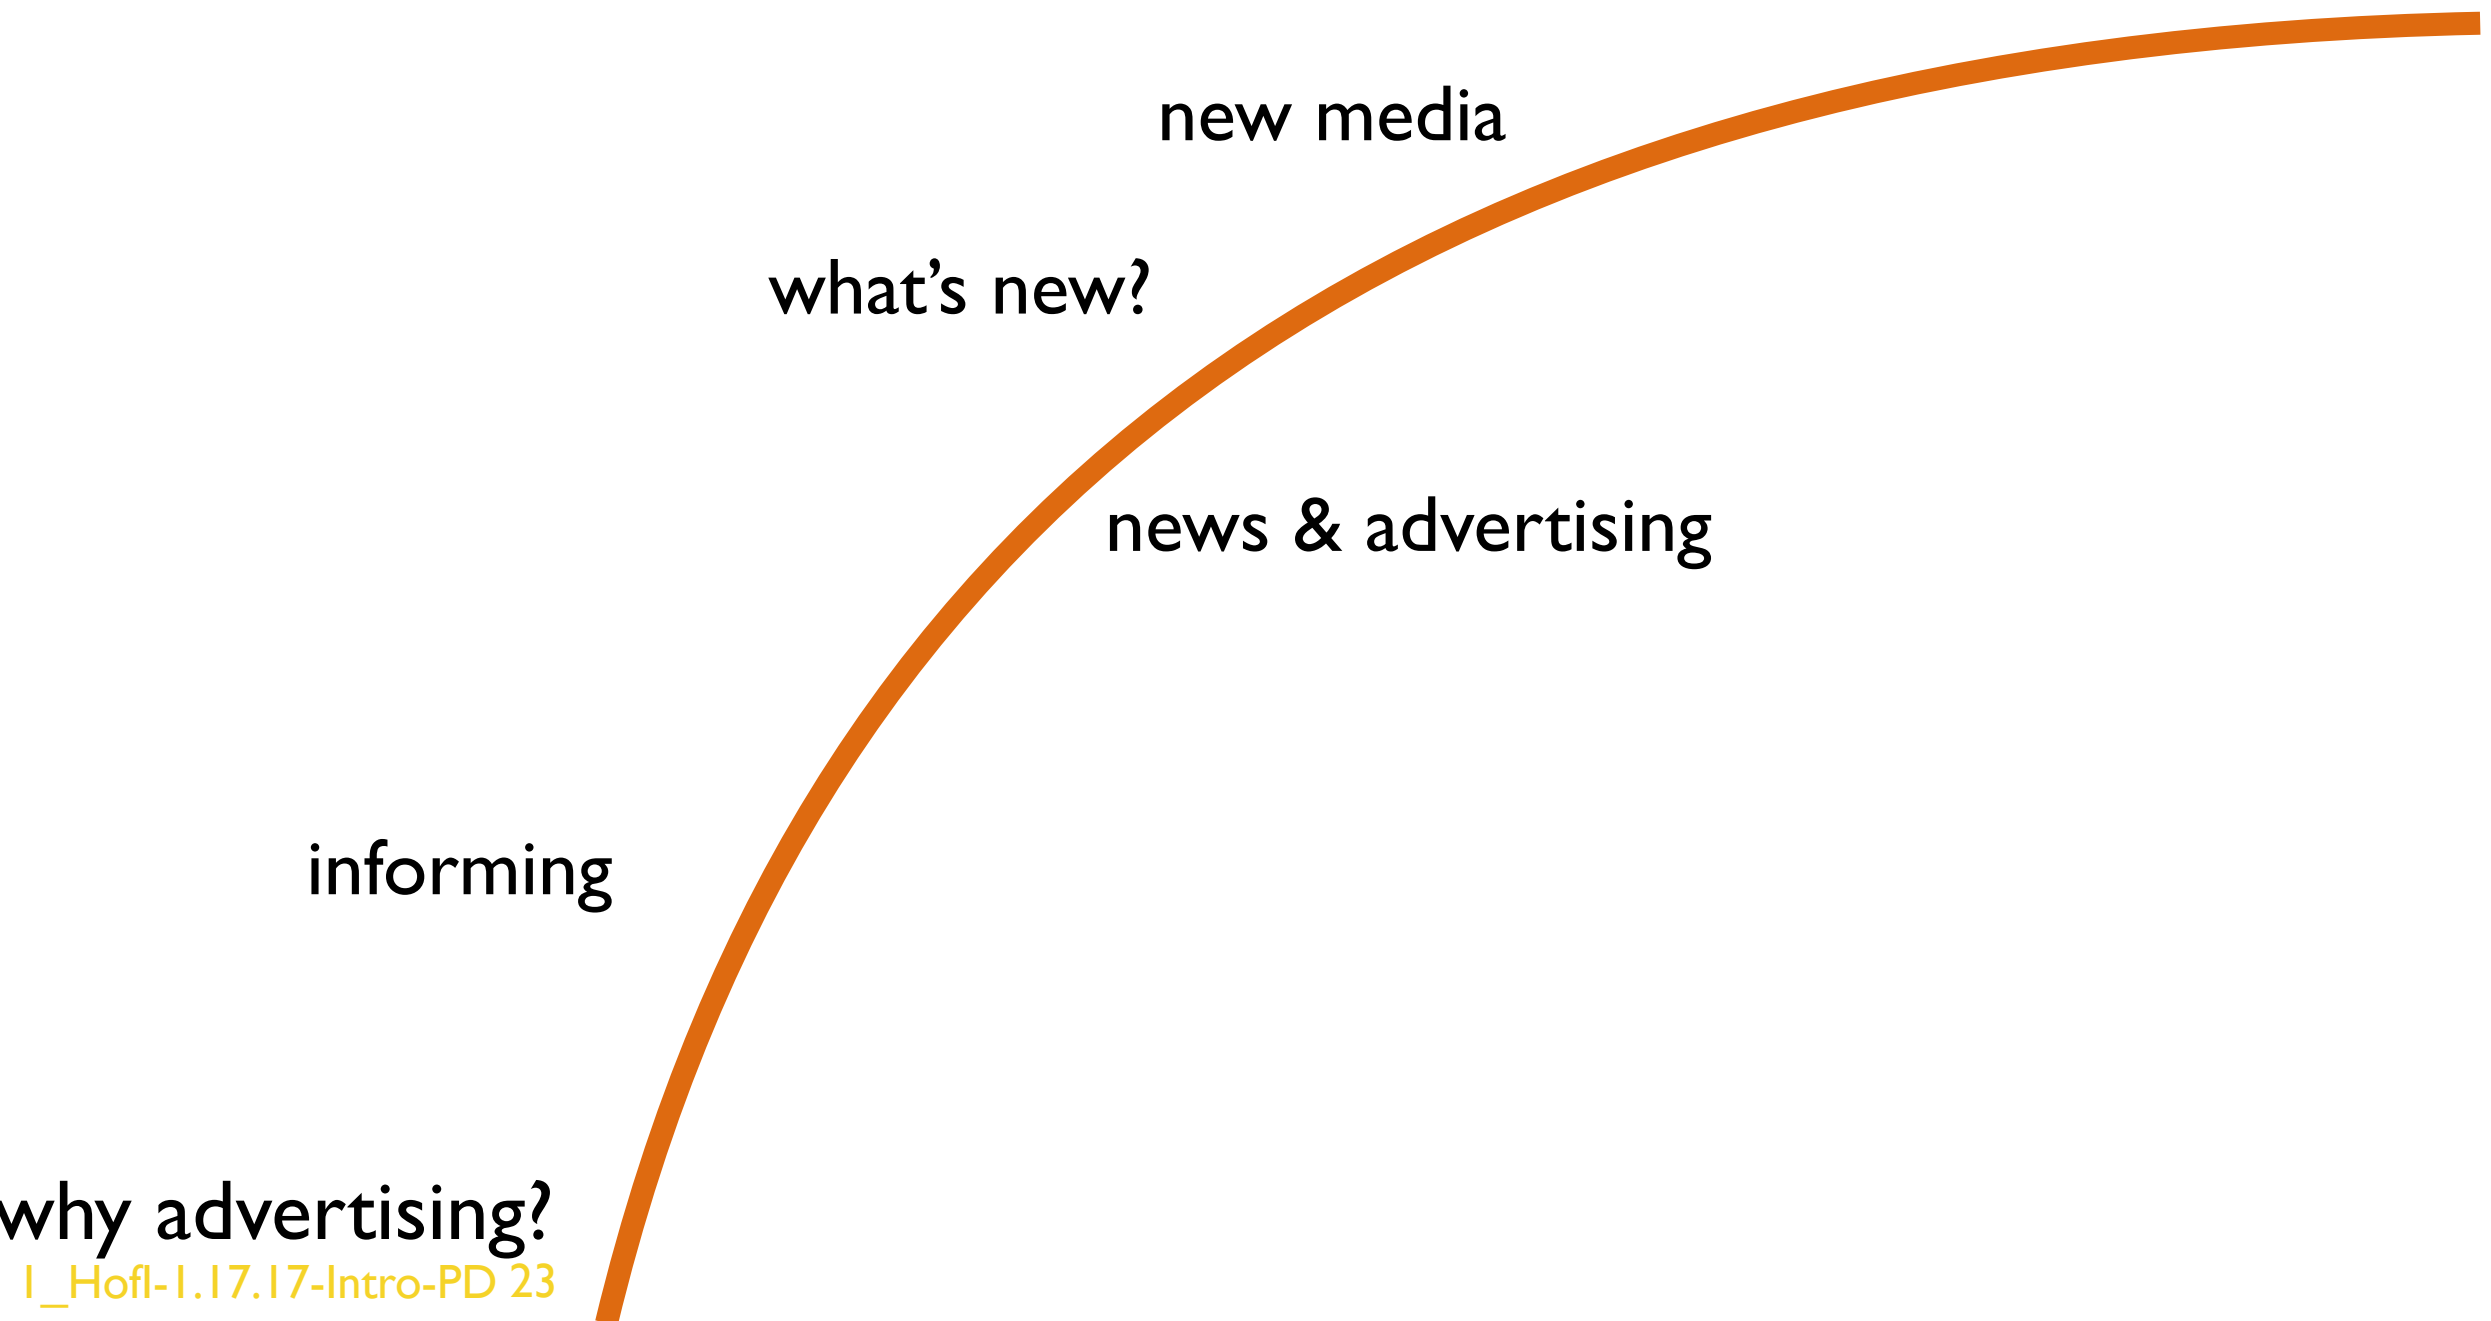 new media
what’s new?
news & advertising
informing
why advertising?
1_Hofl-1.17.17-Intro-PD 23